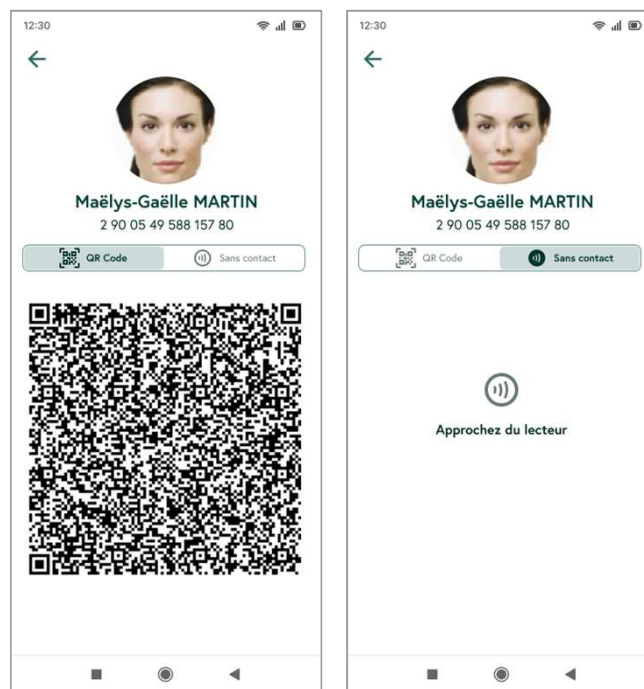 12:30
Maëlys-Gaëlle MARTIN
2 90 05 49 588 157 80
QR Code
Sans contact
12:30
Maëlys-Gaëlle MARTIN
2 90 05 49 588 157 80
QR Code
Sans contact
Approchez du lecteur